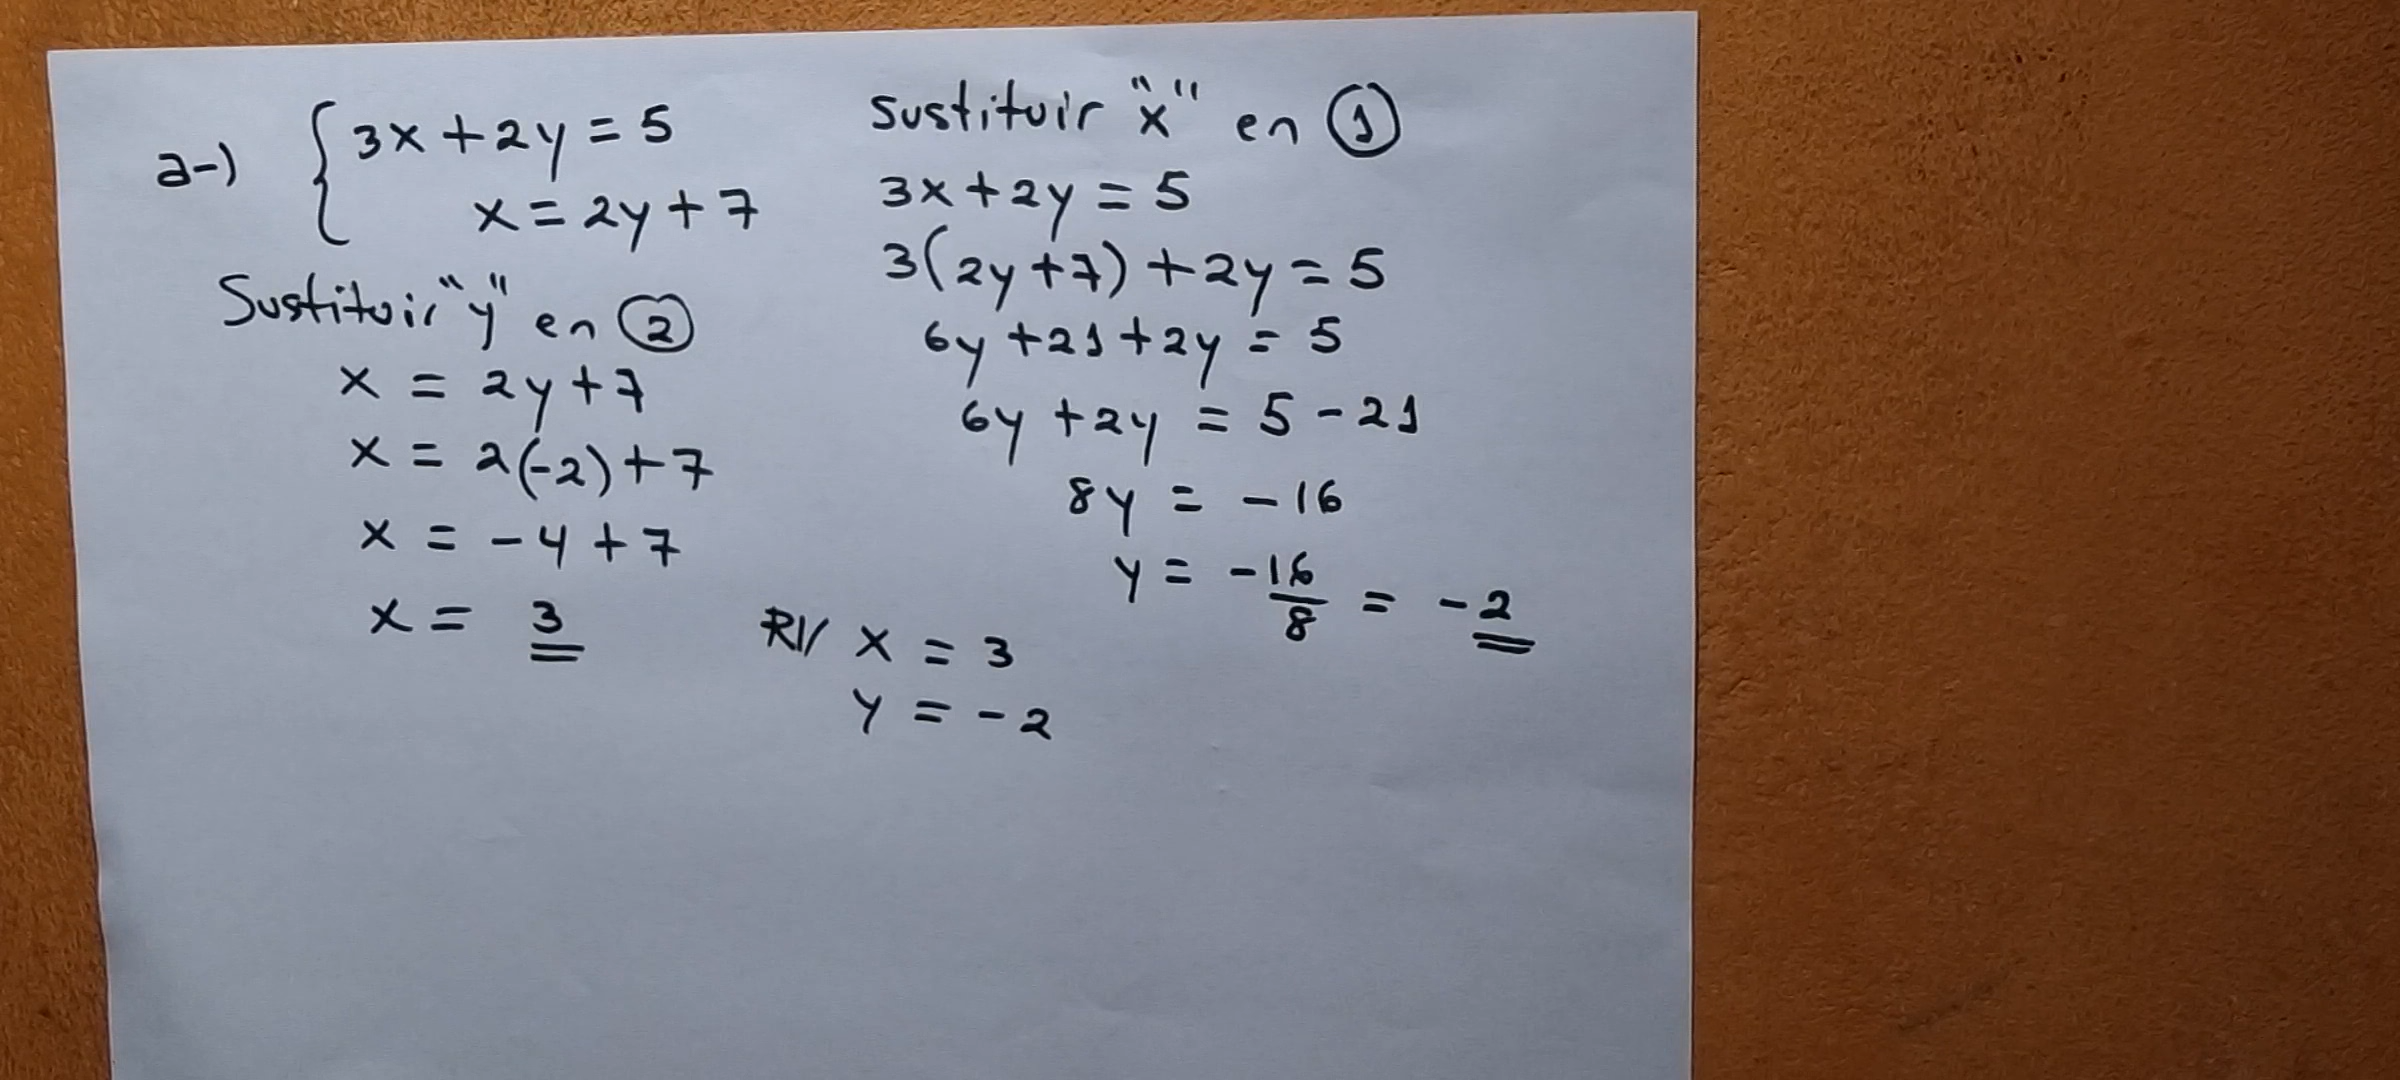 a-) { 3x + 2y = 5
x = 2y + 7
Sustituir "y" en ②
x = 2y + 7
x = 2(-2) + 7
x = -4 + 7
x = 3
sustituir "x" en ①
3x + 2y = 5
3(2y + 7) + 2y = 5
6y + 21 + 2y = 5
6y + 2y = 5 - 21
8y = -16
y = -16/8 = -2
R// x = 3
y = -2